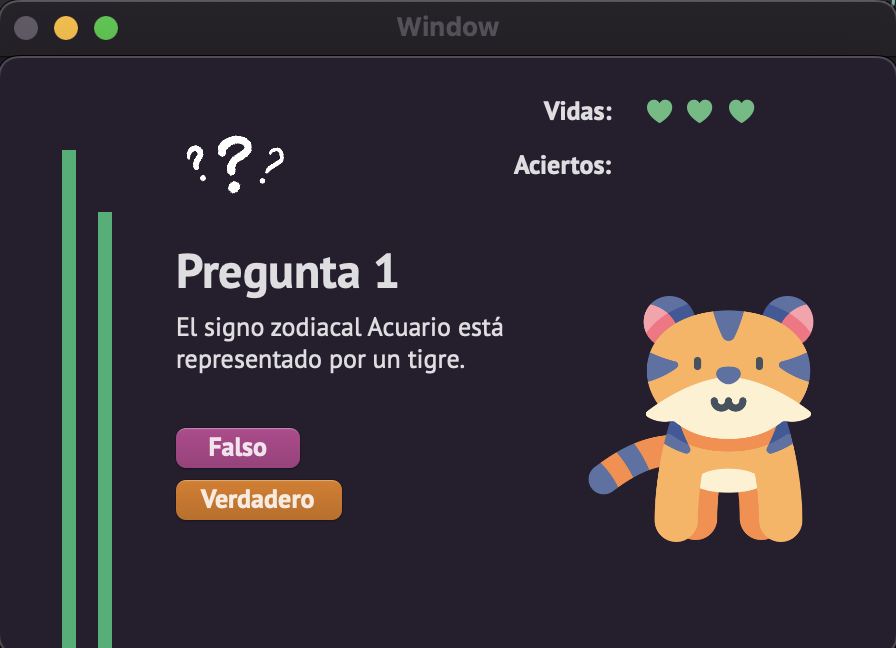 Window
Vidas:
? ? ?
Aciertos:
Pregunta 1
El signo zodiacal Acuario está
representado por un tigre.
Falso
Verdadero